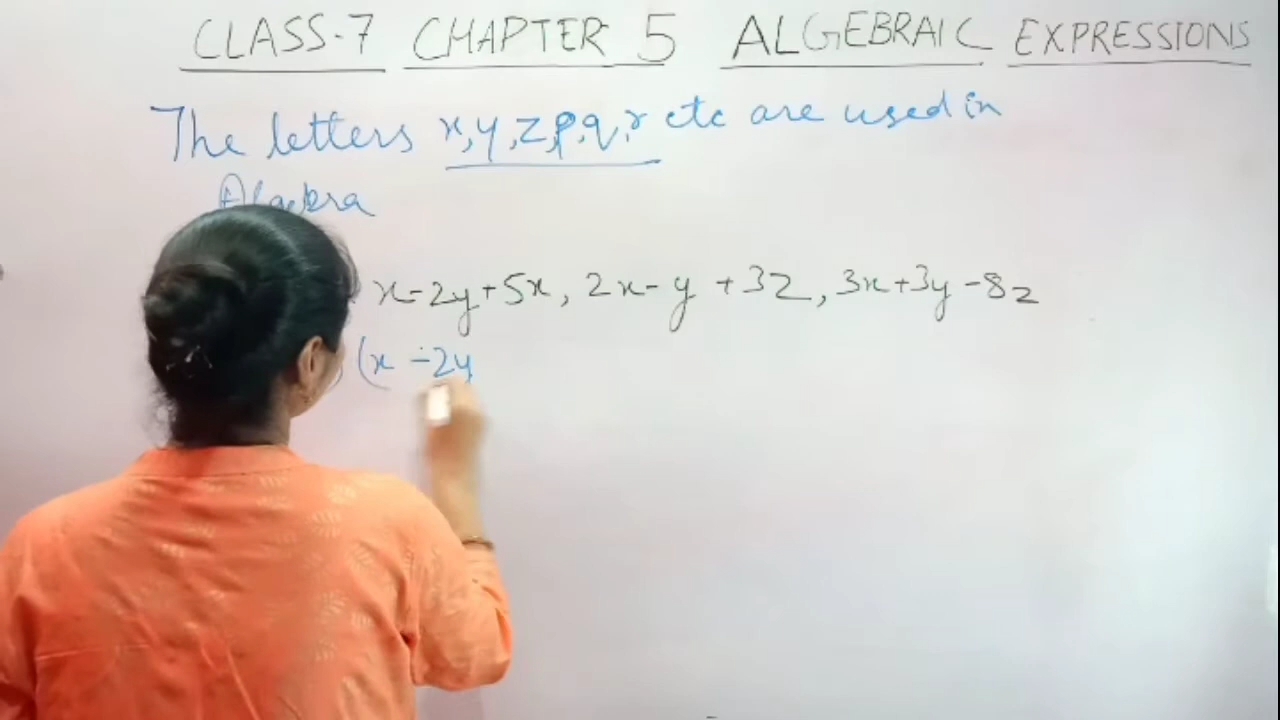 CLASS-7 CHAPTER 5 ALGEBRAIC EXPRESSIONS
The letters x, y, z, p, q, r etc are used in
Algebra
x-2y+5x, 2x-y+3z, 3x+3y-8z
(x-2y